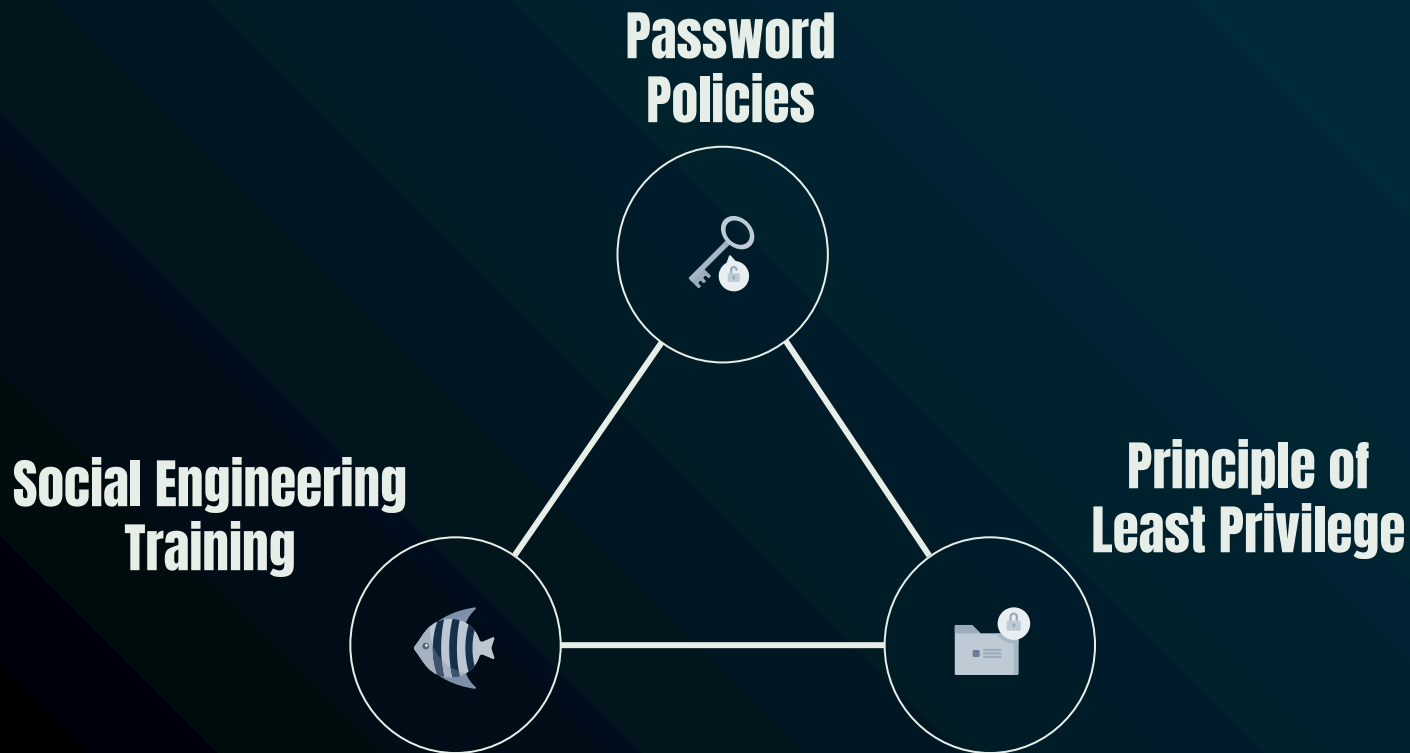 Password
Policies
Social Engineering
Training
Principle of
Least Privilege